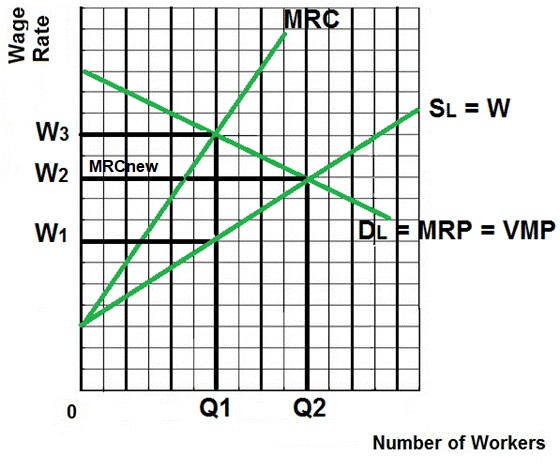 Wage
Rate
MRC
SL = W
W3
MRCnew
W2
W1
DL = MRP = VMP
0
Q1
Q2
Number of Workers